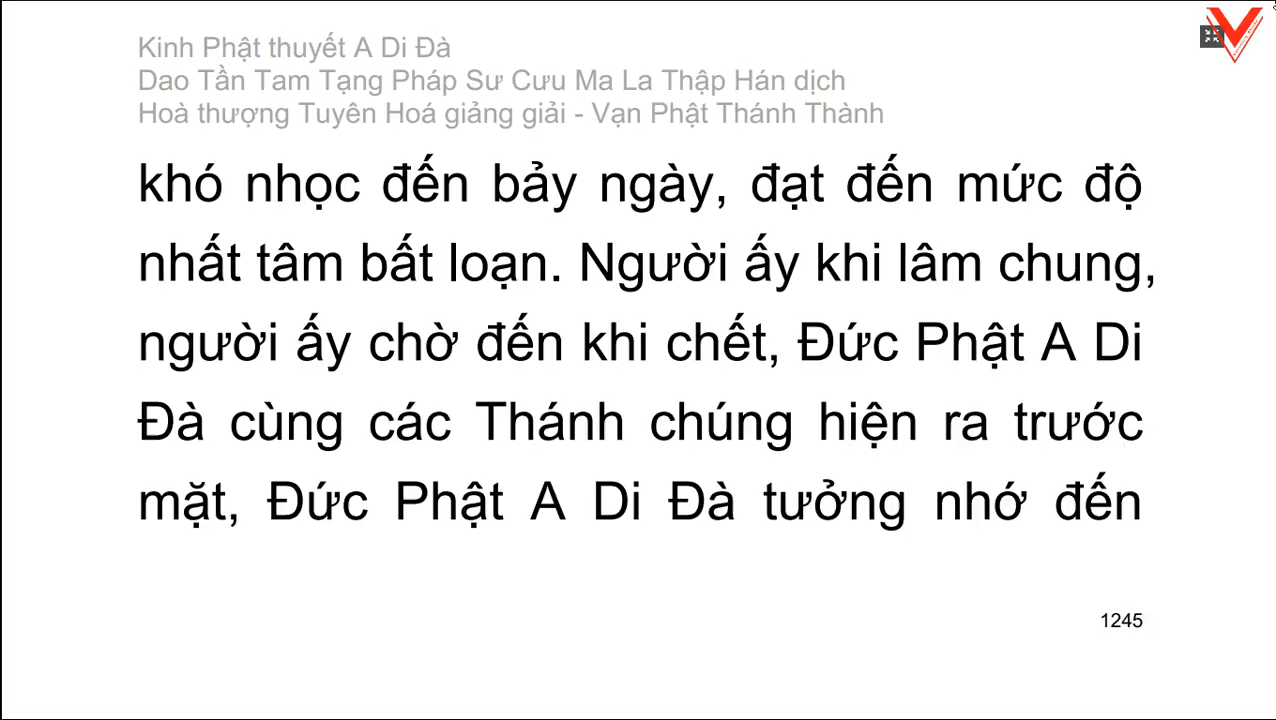 Kinh Phật thuyết A Di Đà
Dao Tần Tam Tạng Pháp Sư Cưu Ma La Thập Hán dịch
Hoà thượng Tuyên Hoá giảng giải - Vạn Phật Thánh Thành
khó nhọc đến bảy ngày, đạt đến mức độ
nhất tâm bất loạn. Người ấy khi lâm chung,
người ấy chờ đến khi chết, Đức Phật A Di
Đà cùng các Thánh chúng hiện ra trước
mặt, Đức Phật A Di Đà tưởng nhớ đến
1245